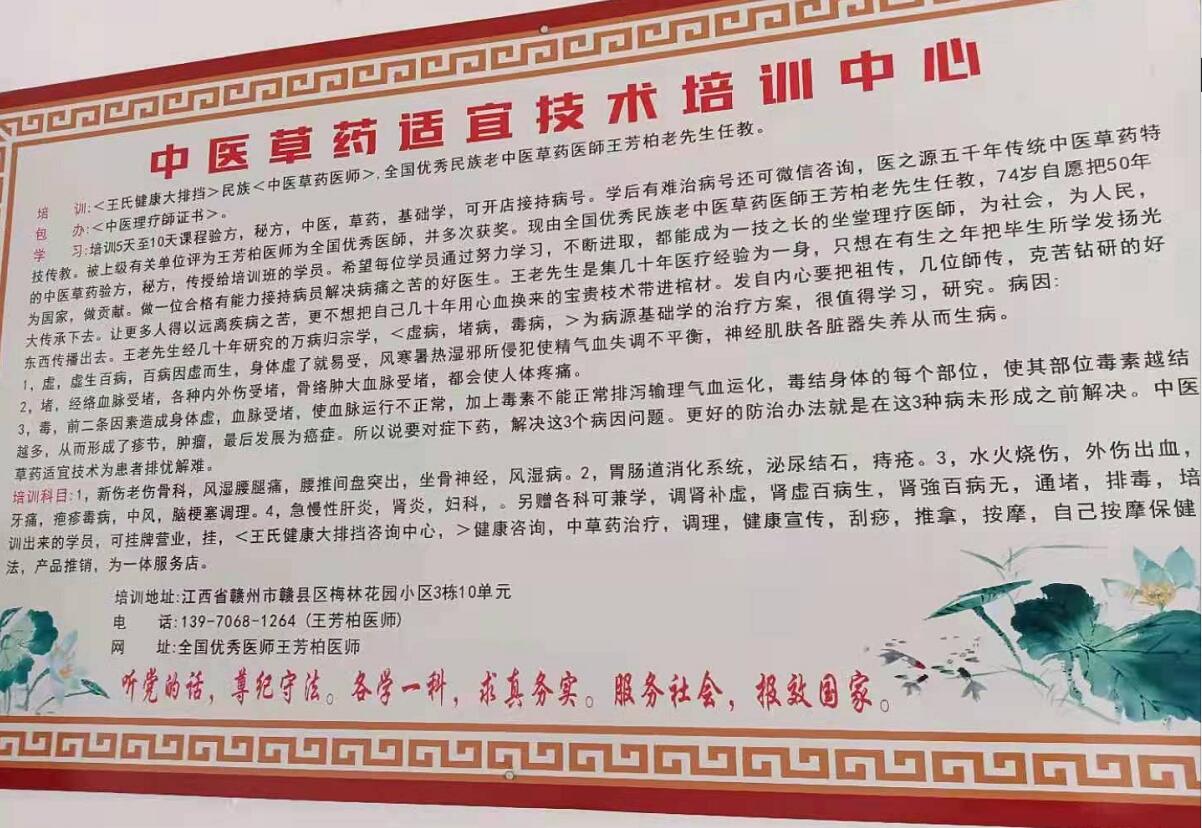 中医草药适宜技术培训中心
培 训:<王氏健康大排挡>民族<中医草药医师>,全国优秀民族老中医草药医師王芳柏老先生任教。
包 办:<中医理疗師证书>。
学 习:培训5天至10天课程验方，秘方，中医，草药，基础学，可开店接持病号。学后有难治病号还可微信咨询，医之源五千年传统中医草药特
技传教。被上级有关单位评为王芳柏医师为全国优秀医師，并多次获奖。现由全国优秀民族老中医草药医師王芳柏老先生任教，74岁自愿把50年
的中医草药验方，秘方，传授给培训班的学员。希望每位学员通过努力学习，不断进取，都能成为一技之长的坐堂理疗医師，为社会，为人民，
为国家，做贡献。做一位合格有能力接持病员解决病痛之苦的好医生。王老先生是集几十年医疗经验为一身，只想在有生之年把毕生所学发扬光
大传承下去。让更多人得以远离疾病之苦，更不想把自己几十年用心血换来的宝贵枝术带进棺材。发自内心要把祖传，几位師传，克苦钻研的好
东西传播出去。王老先生经几十年研究的万病归宗学，<虚病，堵病，毒病，>为病源基础学的治疗方案，很值得学习，研究。病因:
1，虚，虚生百病，百病因虚而生，身体虚了就易受，风寒暑热湿邪所侵犯使精气血失调不平衡，神经肌肤各脏器失养从而生病。
2，堵，经络血脉受堵，各种内外伤受堵，骨络肿大血脉受堵，都会使人体疼痛。
3，毒，前二条因素造成身体虚，血脉受堵，使血脉运行不正常，加上毒素不能正常排泻输理气血运化，毒结身体的每个部位，使其部位毒素越结
越多，从而形成了疹节，肿瘤，最后发展为癌症。所以说要对症下药，解决这3个病因问题。更好的防治办法就是在这3种病未形成之前解决。中医
草药适宜技术为患者排忧解难。
培训科目:1，新伤老伤骨科，风湿腰腿痛，腰推间盘突出，坐骨神经，风湿病。2，胃肠道消化系统，泌尿结石，痔疮。3，水火烧伤，外伤出血，
牙痛，疱疹毒病，中风，脑梗塞调理。4，急慢性肝炎，肾炎，妇科，。另赠各科可兼学，调肾补虚，肾虚百病生，肾強百病无，通堵，排毒，培
训出来的学员，可挂牌营业，挂，<王氏健康大排挡咨询中心，>健康咨询，中草药治疗，调理，健康宣传，刮痧，推拿，按摩，自己按摩保健
法，产品推销，为一体服务店。
培训地址:江西省赣州市赣县区梅林花园小区3栋10单元
电 话:139-7068-1264 (王芳柏医师)
网 址:全国优秀医师王芳柏医师
听党的话，尊纪守法。各学一科，求真务实。服务社会，报效国家。